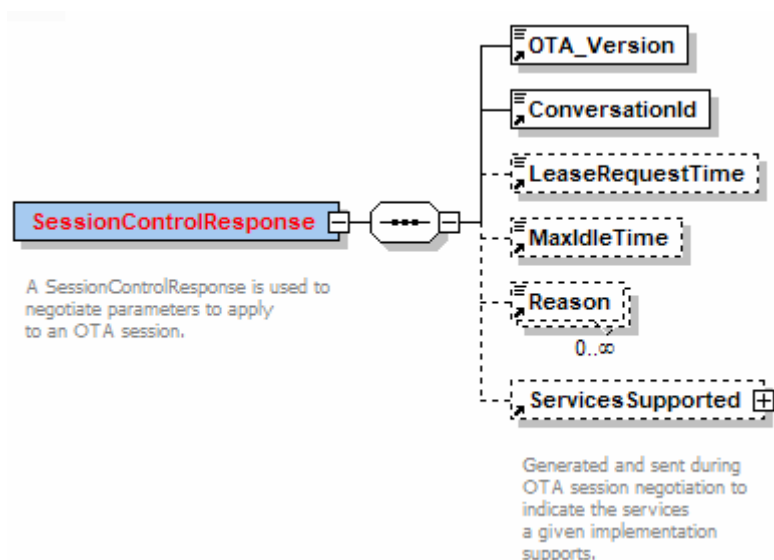 OTA_Version
ConversationId
LeaseRequestTime
SessionControlResponse
MaxIdleTime
A SessionControlResponse is used to
negotiate parameters to apply
to an OTA session.
Reason
0..∞
ServicesSupported
Generated and sent during
OTA session negotiation to
indicate the services
a given implementation
supports.